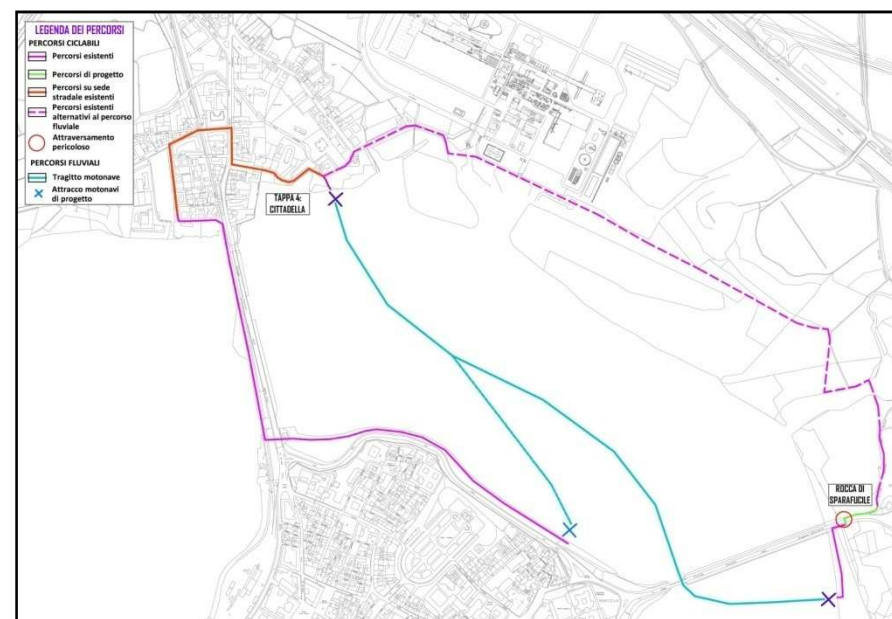 LEGENDA DEI PERCORSI
PERCORSI CICLABILI
Percorsi esistenti
Percorsi di progetto
Percorsi su sede
stradale esistenti
Percorsi esistenti
alternativi al percorso
fluviale
Attraversamento
pericoloso
PERCORSI FLUVIALI
Tragitto motonave
Attracco motonavi
di progetto
TAPPA 4:
CITTADELLA
ROCCA DI
SPARAFUCILE